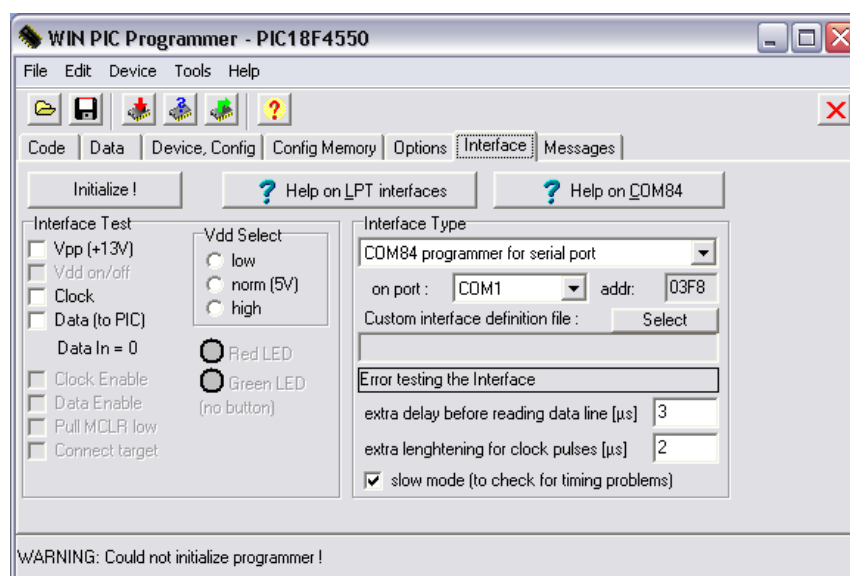 WIN PIC Programmer - PIC18F4550
File Edit Device Tools Help
Code Data Device, Config Config Memory Options Interface Messages
Initialize ! Help on LPT interfaces Help on COM84
Interface Test
Vpp (+13V)
Vdd on/off
Clock
Data (to PIC)
Data In = 0
Clock Enable
Data Enable
Pull MCLR low
Connect target
Vdd Select
low
norm (5V)
high
Red LED
Green LED
(no button)
Interface Type
COM84 programmer for serial port
on port : COM1 addr: 03F8
Custom interface definition file : Select
Error testing the Interface
extra delay before reading data line [µs] 3
extra lenghtening for clock pulses [µs] 2
slow mode (to check for timing problems)
WARNING: Could not initialize programmer !